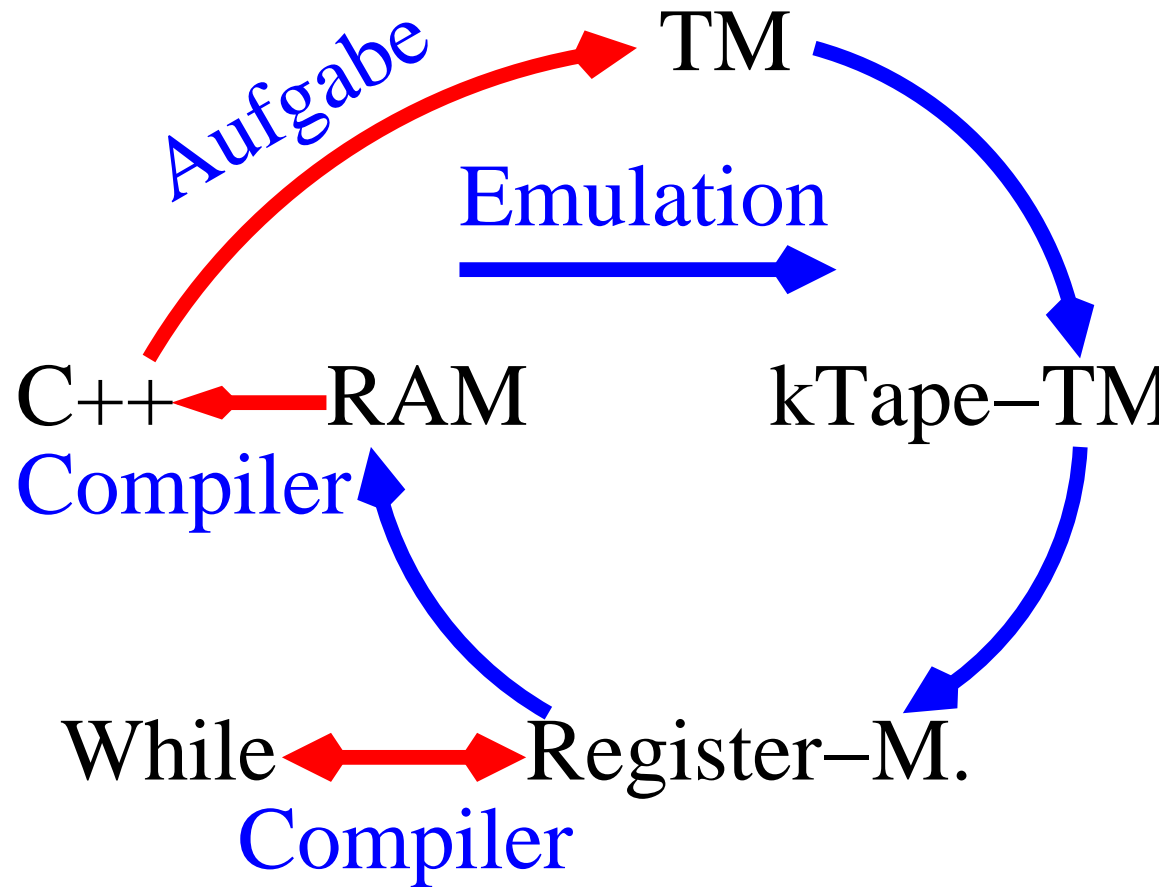 Aufgabe
TM
Emulation
C++
RAM
kTape–TM
Compiler
While
Register–M.
Compiler